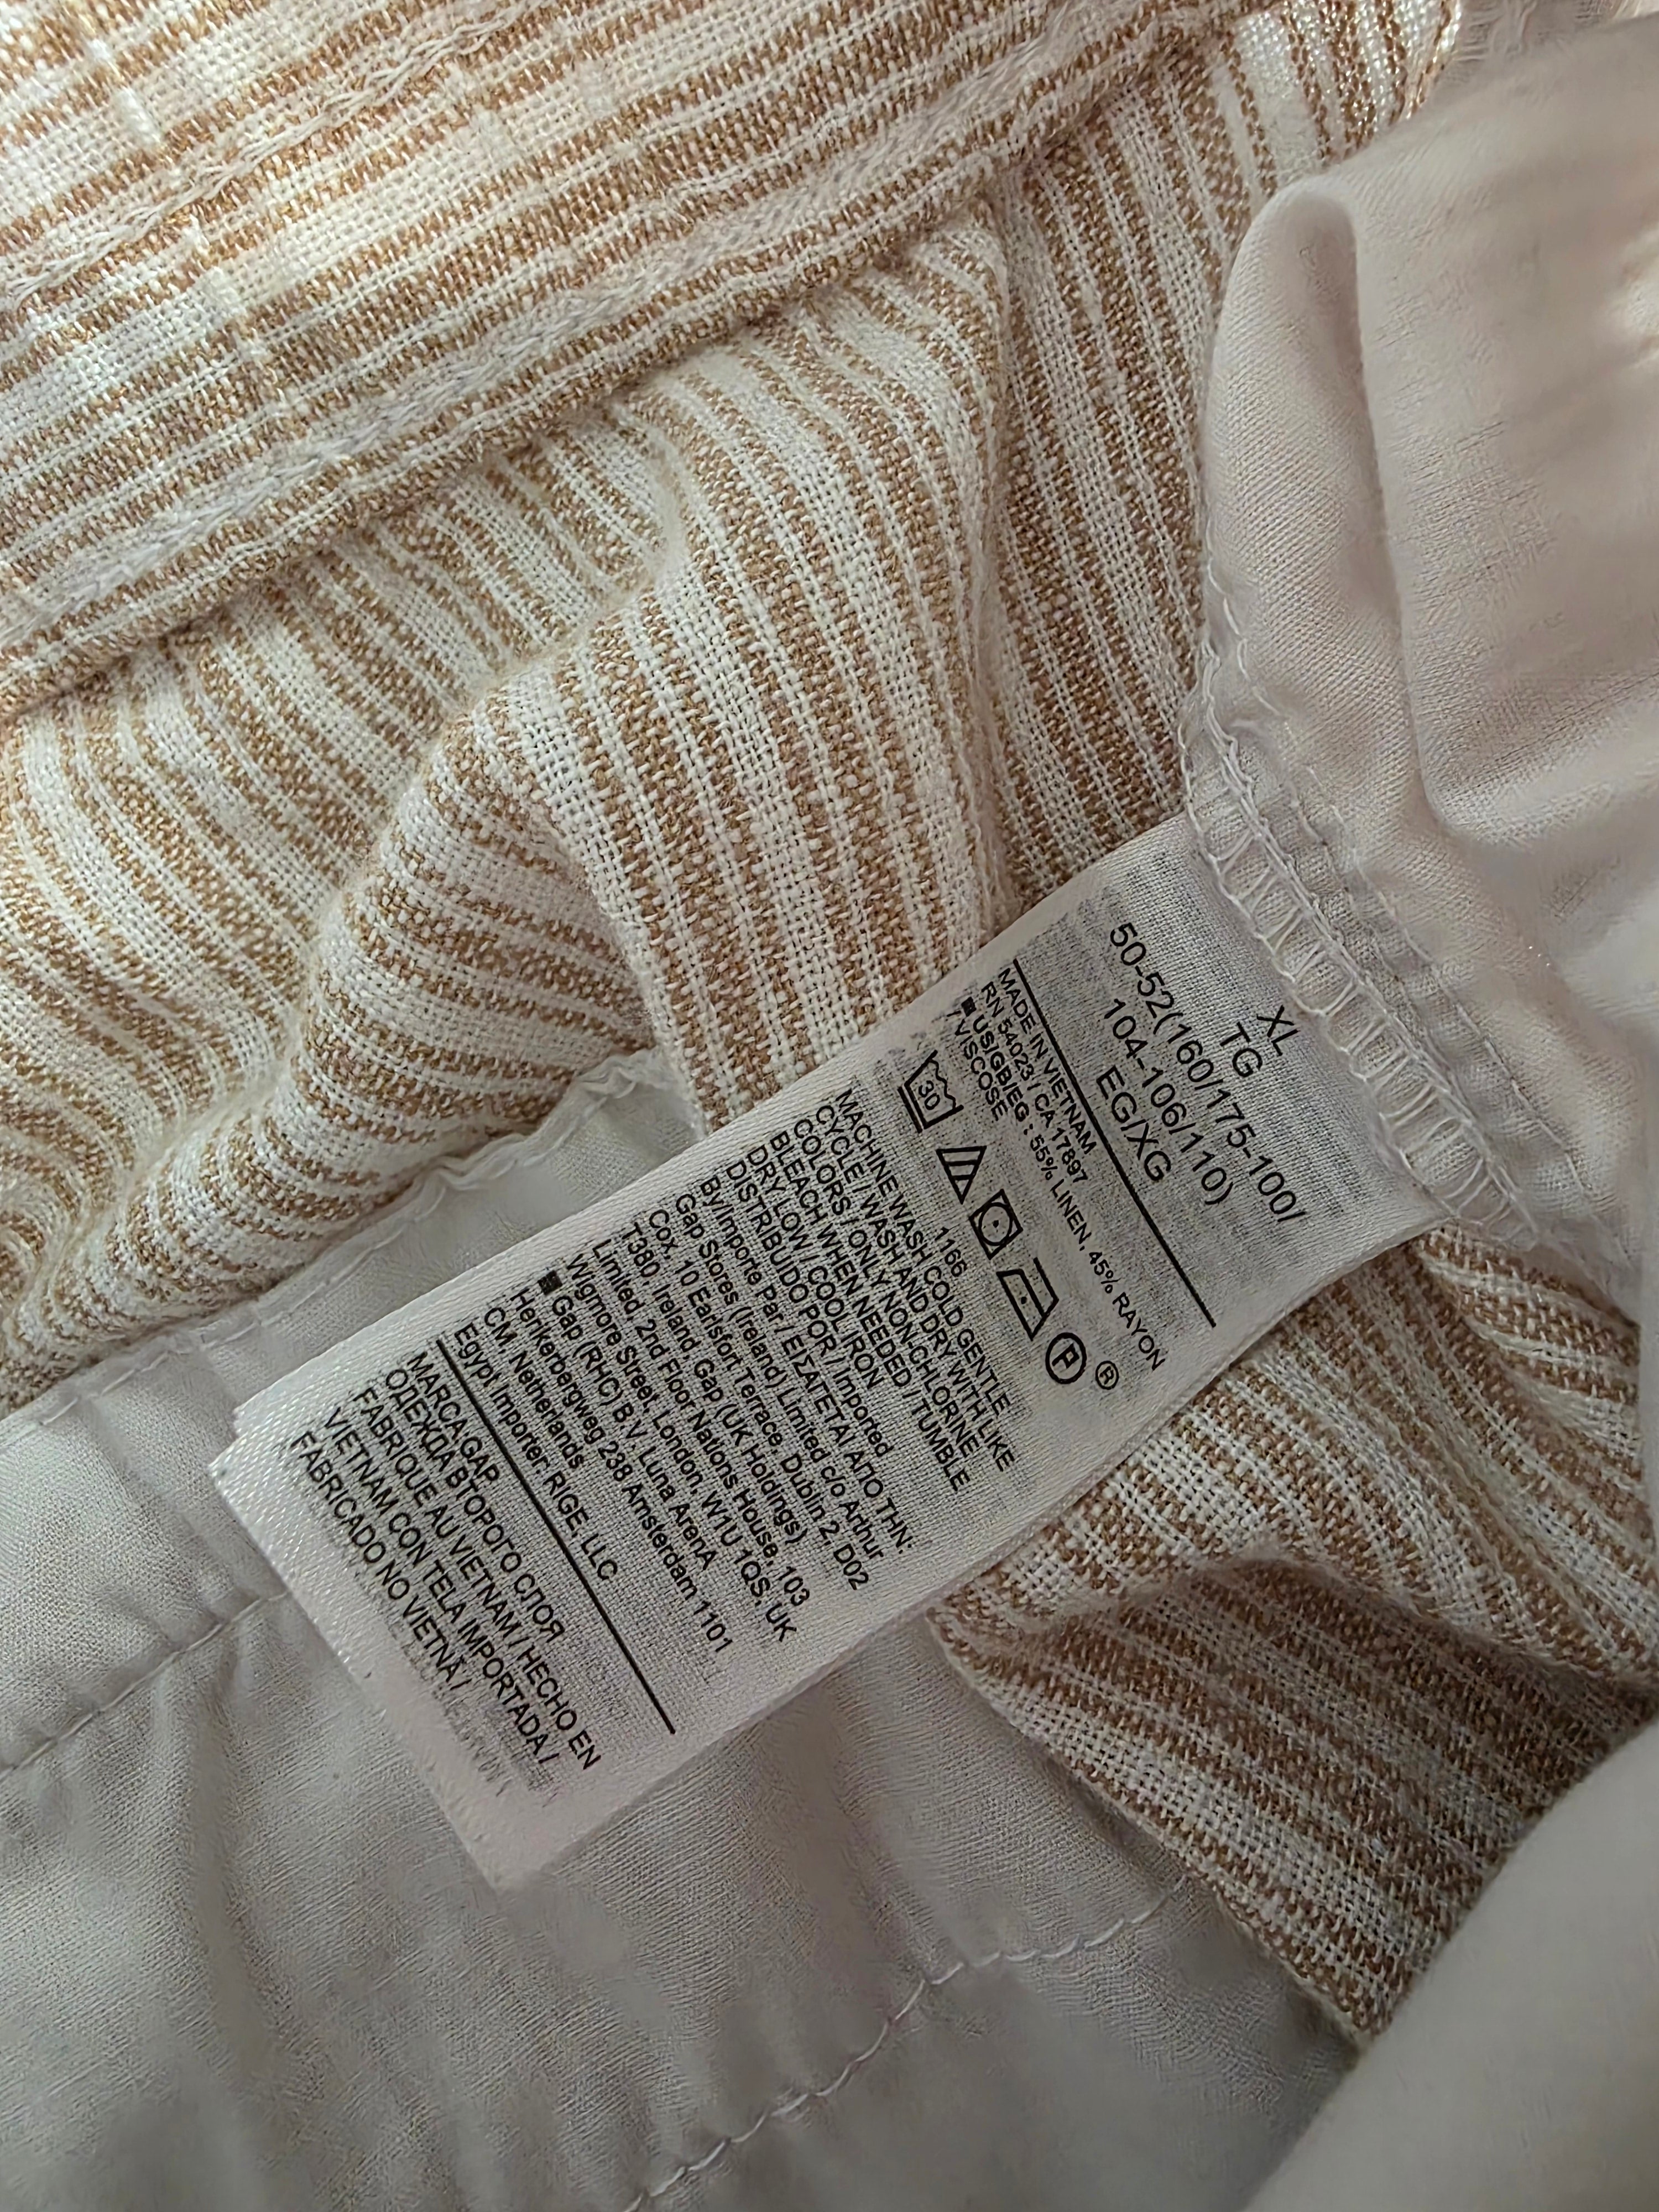 XL
TG
50-52(160/175-100/
104-106/110)
EG/XG
MADE IN VIETNAM
RN 54023 / CA 17897
■ US/GB/EG : 55% LINEN, 45% RAYON
/ VISCOSE
30
P
®
1166
MACHINE WASH COLD GENTLE
CYCLE / WASH AND DRY WITH LIKE
COLORS / ONLY NON-CHLORINE
BLEACH WHEN NEEDED / TUMBLE
DRY LOW / COOL IRON
DISTRIBUIDO POR / Imported
By/Importe Par / ΕΙΣΑΓΕΤΑΙ ΑΠΟ ΤΗΝ:
Gap Stores (Ireland) Limited c/o Arthur
Cox, 10 Earlsfort Terrace, Dublin 2, D02
T380, Ireland Gap (UK Holdings)
Limited, 2nd Floor Nations House, 103
Wigmore Street, London, W1U 1QS, UK
■ Gap (RHC) B.V. Luna ArenA
Herikerbergweg 238 Amsterdam 1101
CM, Netherlands
Egypt Importer: RIGE, LLC
MARCA GAP
ОДЕЖДА ВТОРОГО СЛОЯ
FABRIQUE AU VIETNAM / HECHO EN
VIETNAM CON TELA IMPORTADA /
FABRICADO NO VIETNÃ /